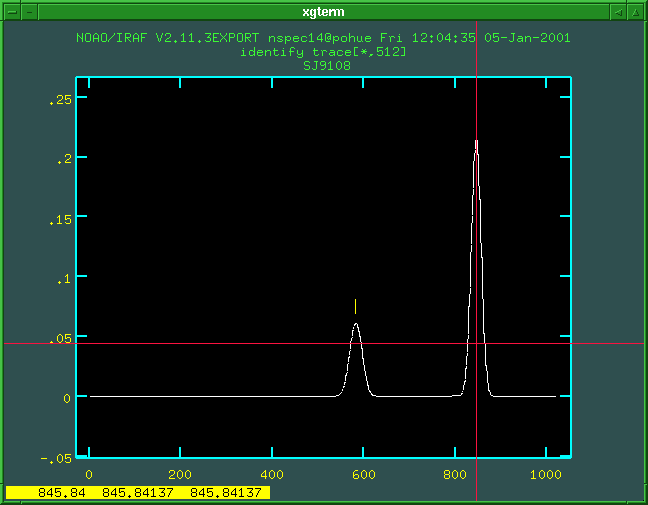 xgterm
NOAO/IRAF V2.11.3EXPORT nspec140@pohue Fri 12:04:35 05-Jan-2001
identify trace[*,512]
SJ9108
.25
.2
.15
.1
.05
0
-.05
0 200 400 600 800 1000
845.84 845.84137 845.84137